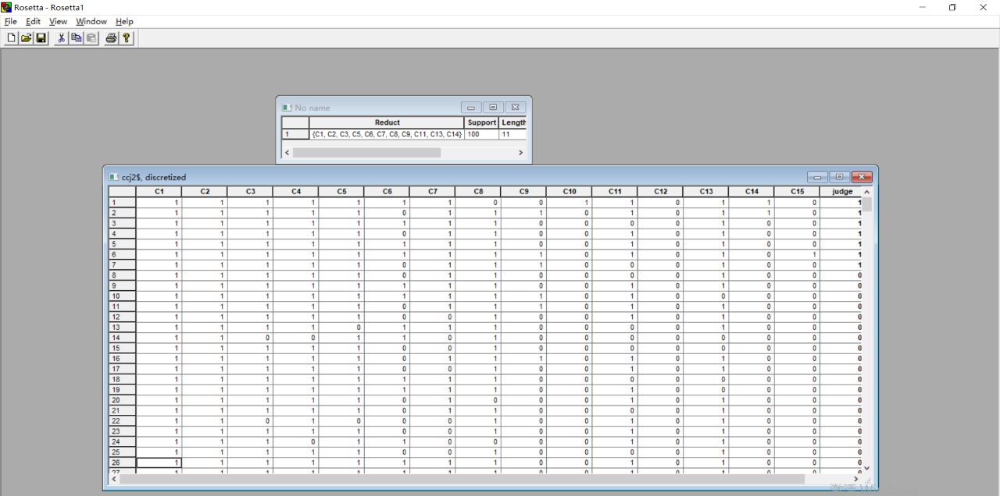 Rosetta - Rosetta1
File Edit View Window Help
No name
Reduct Support Length
1 {C1, C2, C3, C5, C6, C7, C8, C9, C11, C13, C14} 100 11
ccj2$, discretized
C1 C2 C3 C4 C5 C6 C7 C8 C9 C10 C11 C12 C13 C14 C15 judge
1 1 1 1 1 1 1 1 0 0 1 1 0 1 1 0 1
2 1 1 1 1 1 0 1 1 1 0 1 0 1 1 0 1
3 1 1 1 1 1 1 1 1 0 0 0 0 1 0 0 1
4 1 1 1 1 1 0 1 1 0 0 1 0 1 0 0 1
5 1 1 1 1 1 1 1 1 0 0 1 0 1 0 0 1
6 1 1 1 1 1 1 1 1 1 0 1 0 1 0 1 1
7 1 1 1 1 1 0 1 1 1 0 0 0 1 0 0 1
8 1 1 1 1 1 0 1 1 0 0 0 0 1 0 0 0
9 1 1 1 1 1 1 1 1 0 0 1 0 1 0 0 0
10 1 1 1 1 1 1 1 1 1 0 1 0 0 0 0 0
11 1 1 1 1 1 0 1 1 1 0 1 0 1 0 0 0
12 1 1 1 1 1 0 0 1 0 0 1 0 1 0 0 0
13 1 1 1 1 0 1 1 1 0 0 0 0 1 0 0 0
14 1 1 0 0 1 1 0 1 0 0 0 0 0 0 0 0
15 1 1 1 1 1 0 0 1 0 0 0 0 0 0 0 0
16 1 1 1 1 1 0 1 1 1 0 1 0 1 0 0 0
17 1 1 1 1 1 0 0 1 0 0 1 0 1 0 0 0
18 1 1 1 1 1 1 1 1 0 0 0 0 0 0 0 0
19 1 1 1 1 1 1 1 1 0 0 1 0 0 0 0 0
20 1 1 1 1 1 0 1 0 0 0 1 0 1 0 0 0
21 1 1 1 1 1 0 1 1 0 0 0 0 1 0 0 0
22 1 1 0 1 0 0 0 1 0 0 1 0 1 0 0 0
23 1 1 1 1 1 0 0 1 0 0 1 0 1 0 0 0
24 1 1 1 0 1 1 0 0 0 0 1 0 1 0 0 0
25 1 1 1 1 1 0 0 1 0 0 0 0 1 0 0 0
26 1 1 1 1 1 1 1 1 0 0 1 0 1 0 0 0
27